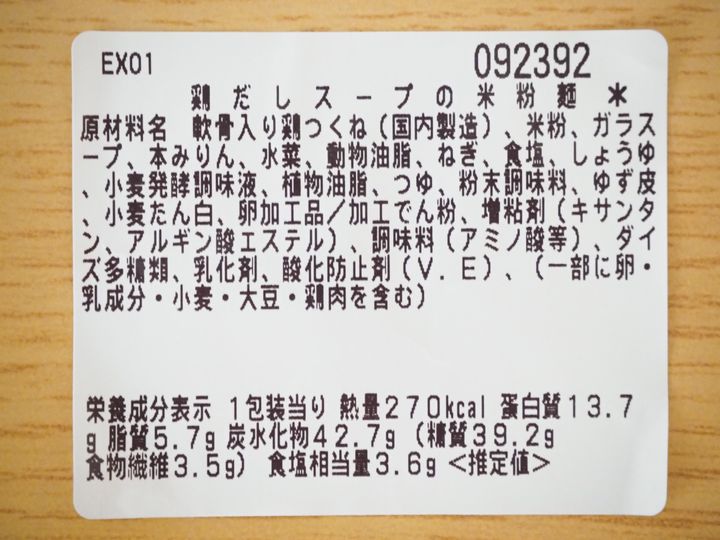 EX01
092392
鶏だしスープの米粉麺 *
原材料名 軟骨入り鶏つくね(国内製造)、米粉、ガラス
ープ、本みりん、水菜、動物油脂、ねぎ、食塩、しょうゆ
、小麦発酵調味液、植物油脂、つゆ、粉末調味料、ゆず皮
、小麦たん白、卵加工品/加工でん粉、増粘剤(キサンタ
ン、アルギン酸エステル)、調味料(アミノ酸等)、ダイ
ズ多糖類、乳化剤、酸化防止剤(V.E)、(一部に卵・
乳成分・小麦・大豆・鶏肉を含む)
栄養成分表示 1包装当り 熱量270kcal 蛋白質13.7
g 脂質5.7g 炭水化物42.7g (糖質39.2g
食物繊維3.5g) 食塩相当量3.6g <推定値>